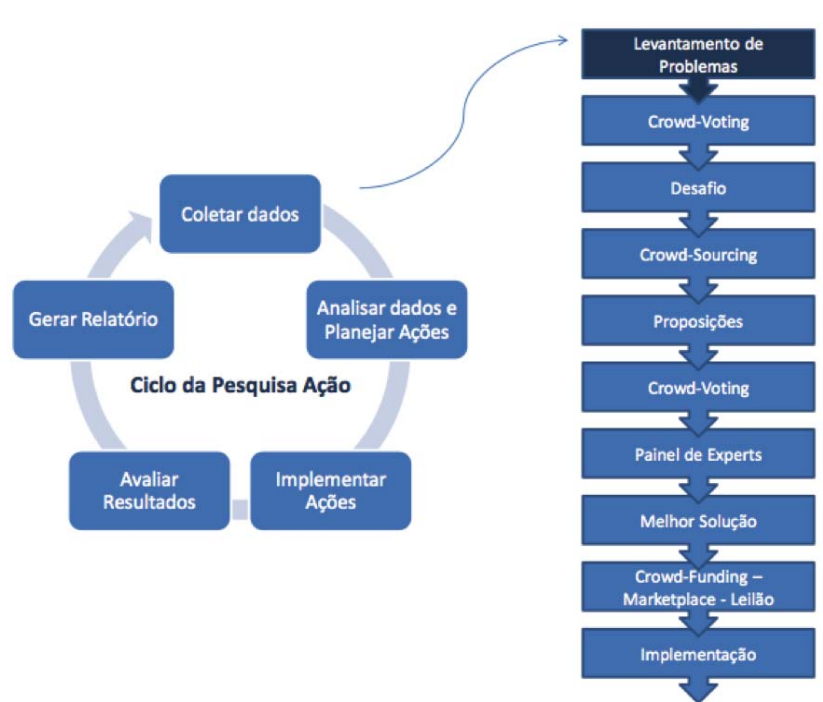 Coletar dados
Analisar dados e
Planejar Ações
Implementar
Ações
Avaliar
Resultados
Gerar Relatório
Ciclo da Pesquisa Ação
Levantamento de
Problemas
Crowd-Voting
Desafio
Crowd-Sourcing
Proposições
Crowd-Voting
Painel de Experts
Melhor Solução
Crowd-Funding –
Marketplace - Leilão
Implementação